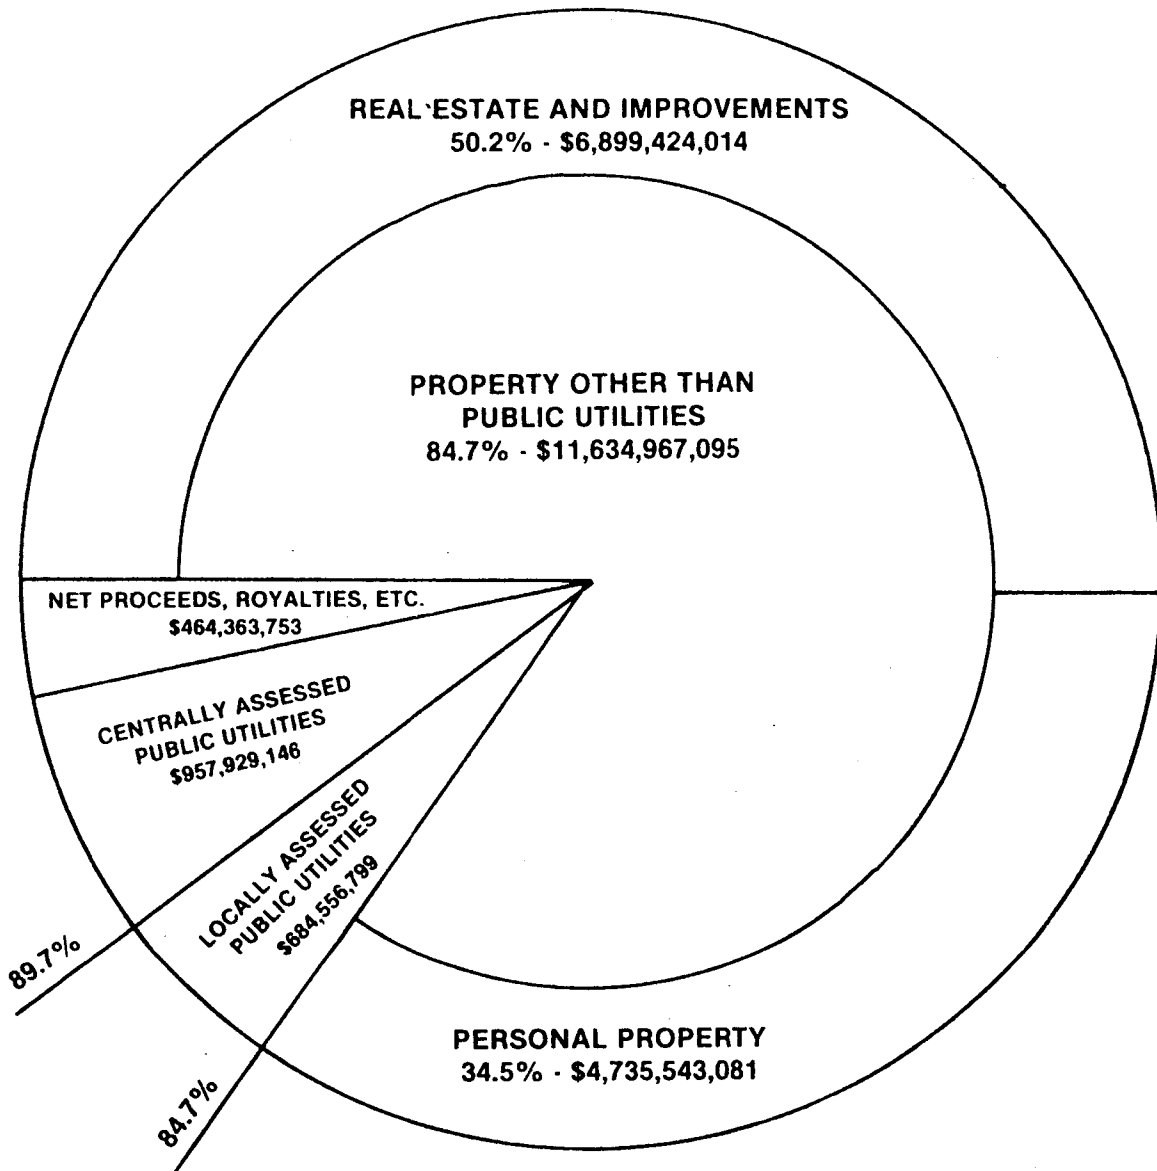 REAL ESTATE AND IMPROVEMENTS
50.2% - $6,899,424,014
PROPERTY OTHER THAN
PUBLIC UTILITIES
84.7% - $11,634,967,095
NET PROCEEDS, ROYALTIES, ETC.
$464,363,753
CENTRALLY ASSESSED
PUBLIC UTILITIES
$957,929,146
LOCALLY ASSESSED
PUBLIC UTILITIES
$684,556,799
89.7%
84.7%
PERSONAL PROPERTY
34.5% - $4,735,543,081